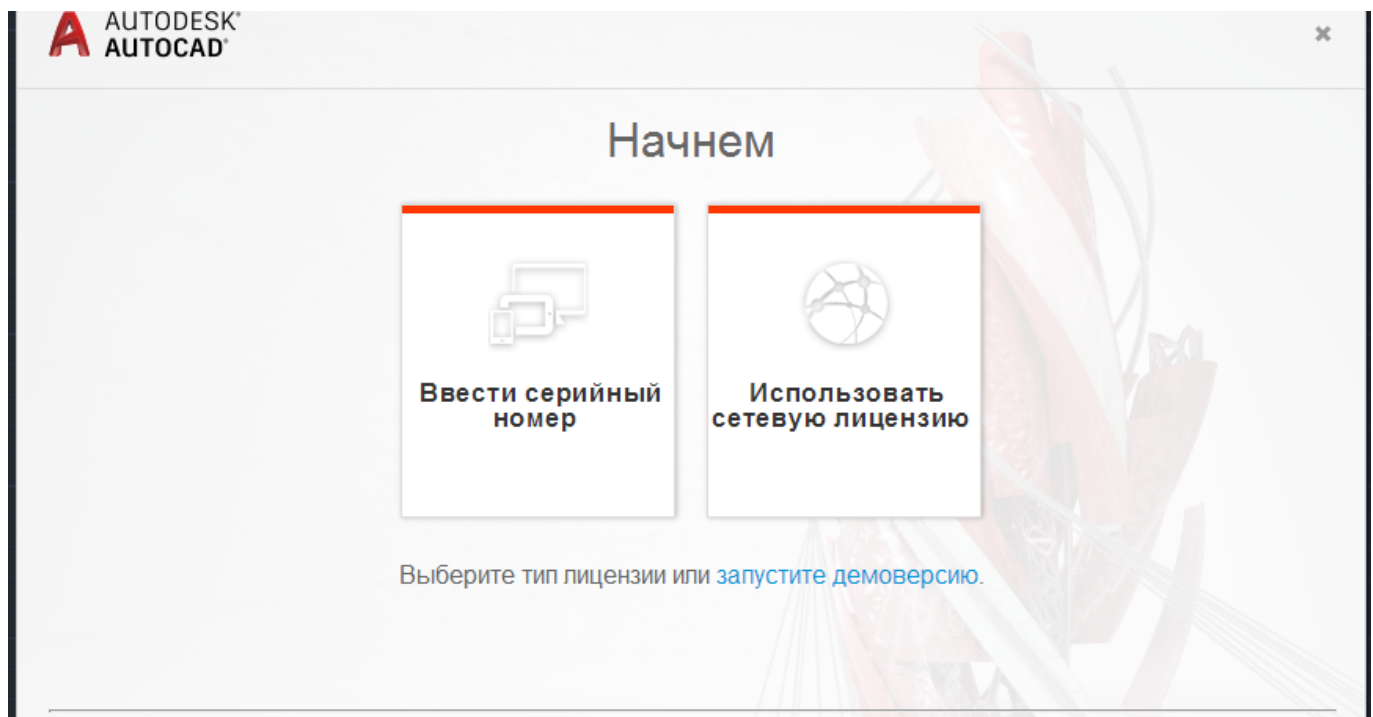 AUTODESK®
AUTOCAD®
Начнем
Ввести серийный
номер
Использовать
сетевую лицензию
Выберите тип лицензии или запустите демоверсию.